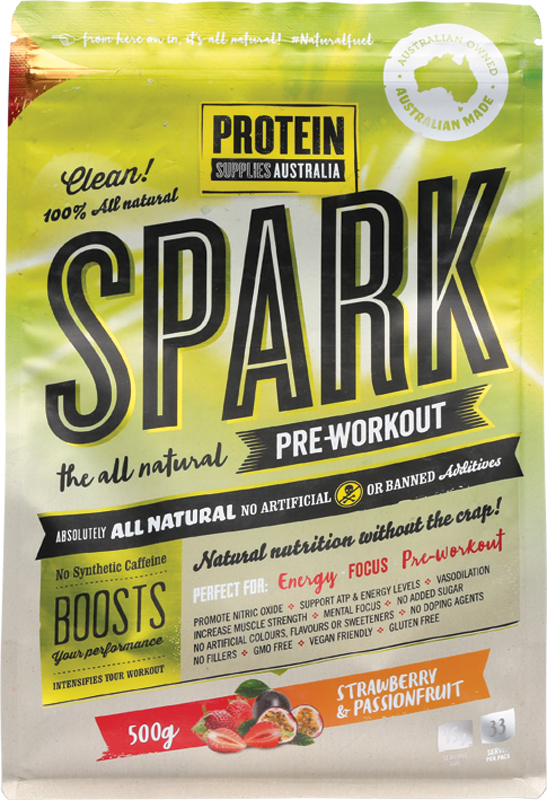 from here on in, it's all natural! #Naturalfuel
AUSTRALIAN OWNED
AUSTRALIAN MADE
PROTEIN
SUPPLIES AUSTRALIA
Clean!
100% All natural
SPARK
the all natural
PRE-WORKOUT
ABSOLUTELY ALL NATURAL NO ARTIFICIAL OR BANNED Additives
No Synthetic Caffeine
BOOSTS
Your performance
INTENSIFIES YOUR WORKOUT
Natural nutrition without the crap!
PERFECT FOR: Energy · FOCUS · Pre-workout
PROMOTE NITRIC OXIDE ❖ SUPPORT ATP & ENERGY LEVELS ❖ VASODILATION
INCREASE MUSCLE STRENGTH ❖ MENTAL FOCUS ❖ NO ADDED SUGAR
NO ARTIFICIAL COLOURS, FLAVOURS OR SWEETENERS ❖ NO DOPING AGENTS
NO FILLERS ❖ GMO FREE ❖ VEGAN FRIENDLY ❖ GLUTEN FREE
500g
STRAWBERRY
& PASSIONFRUIT
33
PER PACK